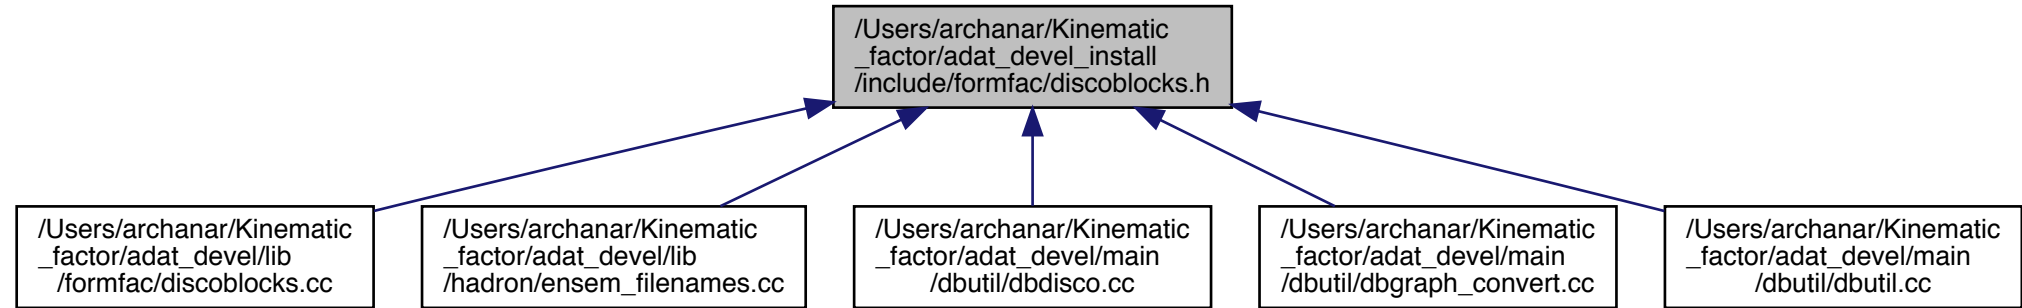 /Users/archanar/Kinematic
_factor/adat_devel_install
/include/formfac/discoblocks.h
/Users/archanar/Kinematic
_factor/adat_devel/lib
/formfac/discoblocks.cc
/Users/archanar/Kinematic
_factor/adat_devel/lib
/hadron/ensem_filenames.cc
/Users/archanar/Kinematic
_factor/adat_devel/main
/dbutil/dbdisco.cc
/Users/archanar/Kinematic
_factor/adat_devel/main
/dbutil/dbgraph_convert.cc
/Users/archanar/Kinematic
_factor/adat_devel/main
/dbutil/dbutil.cc